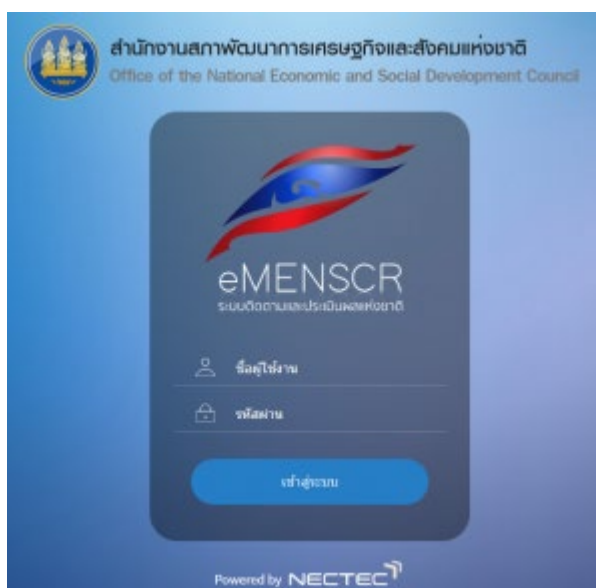 สำนักงานสภาพัฒนาการเศรษฐกิจและสังคมแห่งชาติ
Office of the National Economic and Social Development Council
eMENSCR
ระบบติดตามและประเมินผลแห่งชาติ
ชื่อผู้ใช้งาน
รหัสผ่าน
เข้าสู่ระบบ
Powered by NECTEC